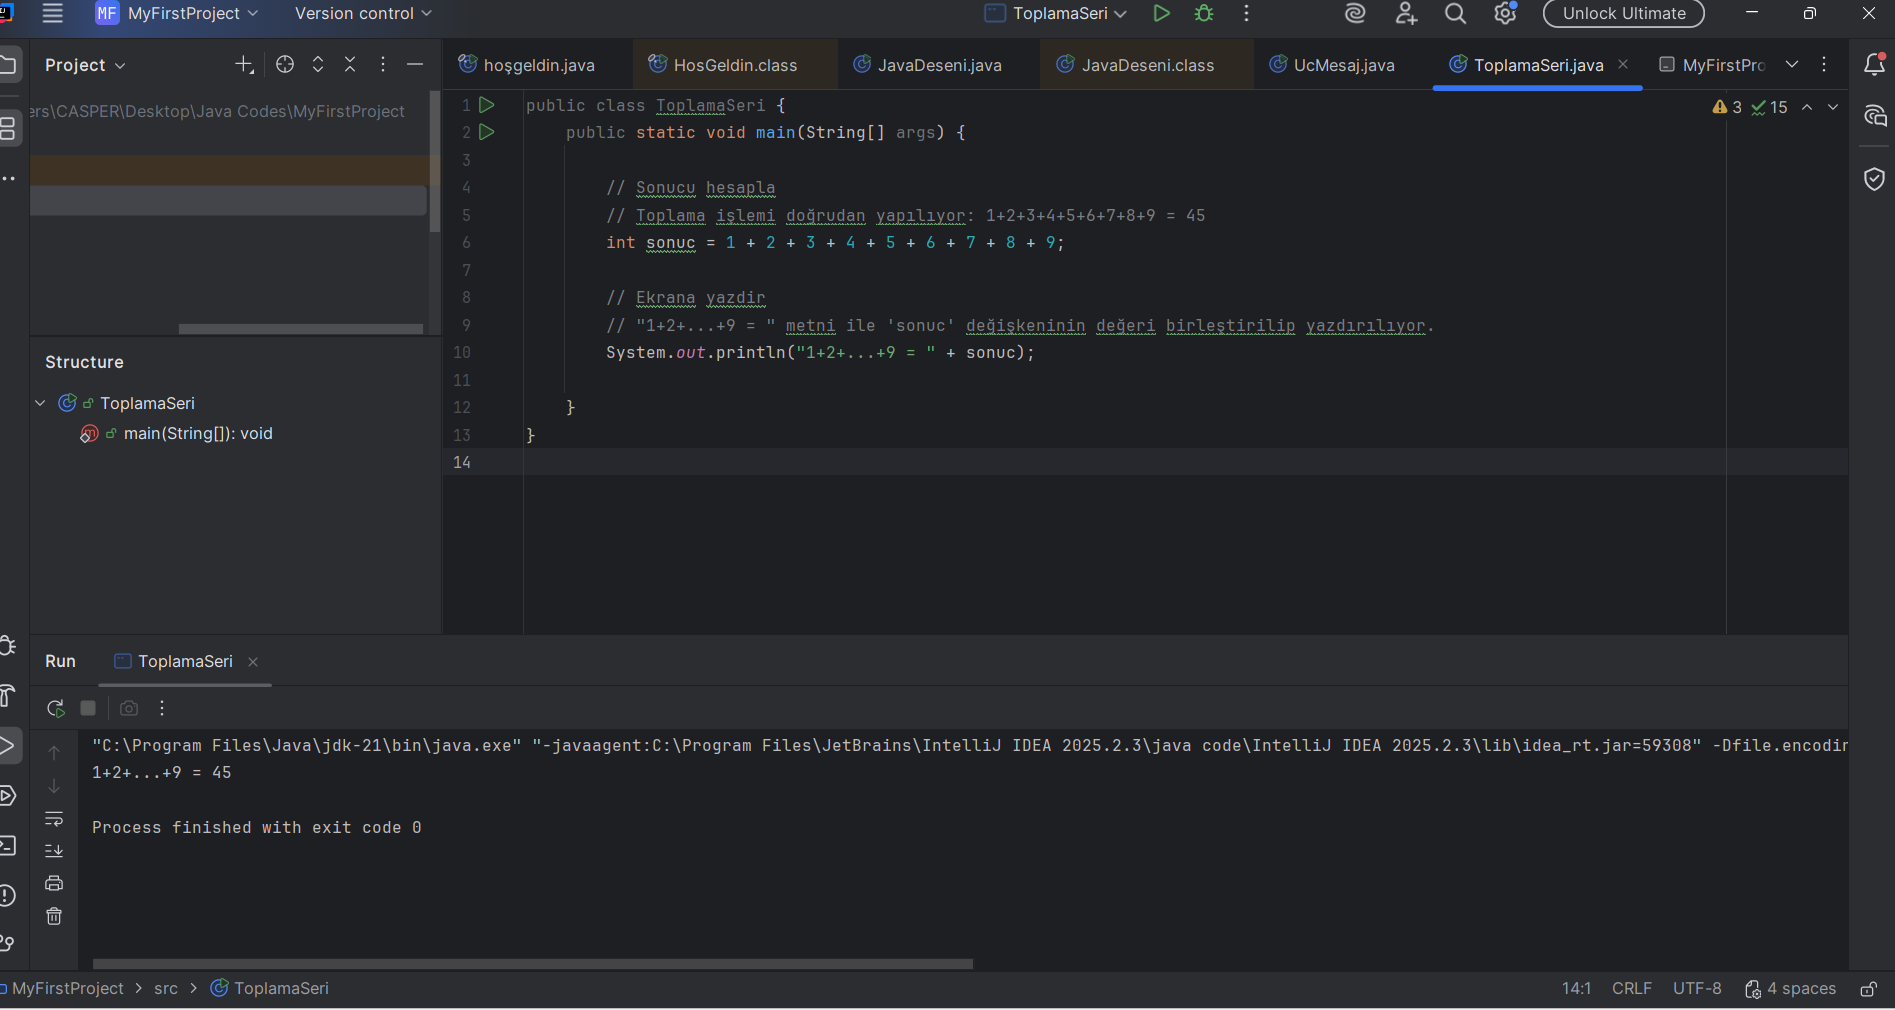 MF MyFirstProject Version control ToplamaSeri Unlock Ultimate
Project
ers\CASPER\Desktop\Java Codes\MyFirstProject
Structure
ToplamaSeri
main(String[]): void
hoşgeldin.java HosGeldin.class JavaDeseni.java JavaDeseni.class UcMesaj.java ToplamaSeri.java MyFirstPro
3 15
1 public class ToplamaSeri {
2 public static void main(String[] args) {
3
4 // Sonucu hesapla
5 // Toplama işlemi doğrudan yapılıyor: 1+2+3+4+5+6+7+8+9 = 45
6 int sonuc = 1 + 2 + 3 + 4 + 5 + 6 + 7 + 8 + 9;
7
8 // Ekrana yazdir
9 // "1+2+...+9 = " metni ile 'sonuc' değişkeninin değeri birleştirilip yazdırılıyor.
10 System.out.println("1+2+...+9 = " + sonuc);
11
12 }
13 }
14
Run ToplamaSeri
"C:\Program Files\Java\jdk-21\bin\java.exe" "-javaagent:C:\Program Files\JetBrains\IntelliJ IDEA 2025.2.3\java code\IntelliJ IDEA 2025.2.3\lib\idea_rt.jar=59308" -Dfile.encodin
1+2+...+9 = 45
Process finished with exit code 0
MyFirstProject > src > ToplamaSeri 14:1 CRLF UTF-8 4 spaces